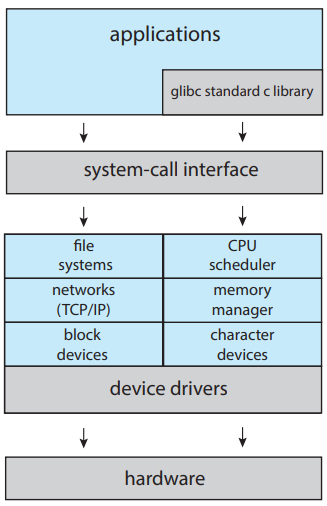 applications
glibc standard c library
system-call interface
file
systems
CPU
scheduler
networks
(TCP/IP)
memory
manager
block
devices
character
devices
device drivers
hardware